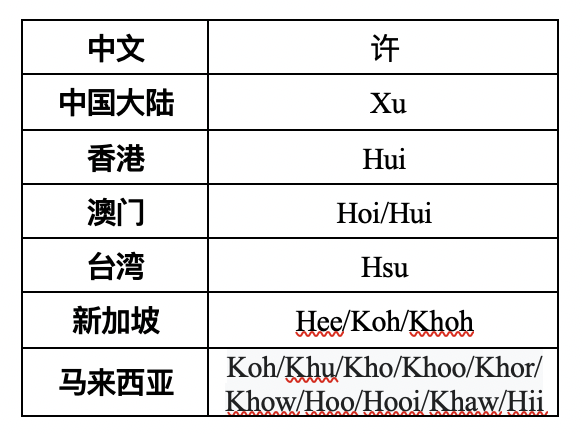 中文 许
中国大陆 Xu
香港 Hui
澳门 Hoi/Hui
台湾 Hsu
新加坡 Hee/Koh/Khoh
马来西亚 Koh/Khu/Kho/Khoo/Khor/
Khow/Hoo/Hooi/Khaw/Hii